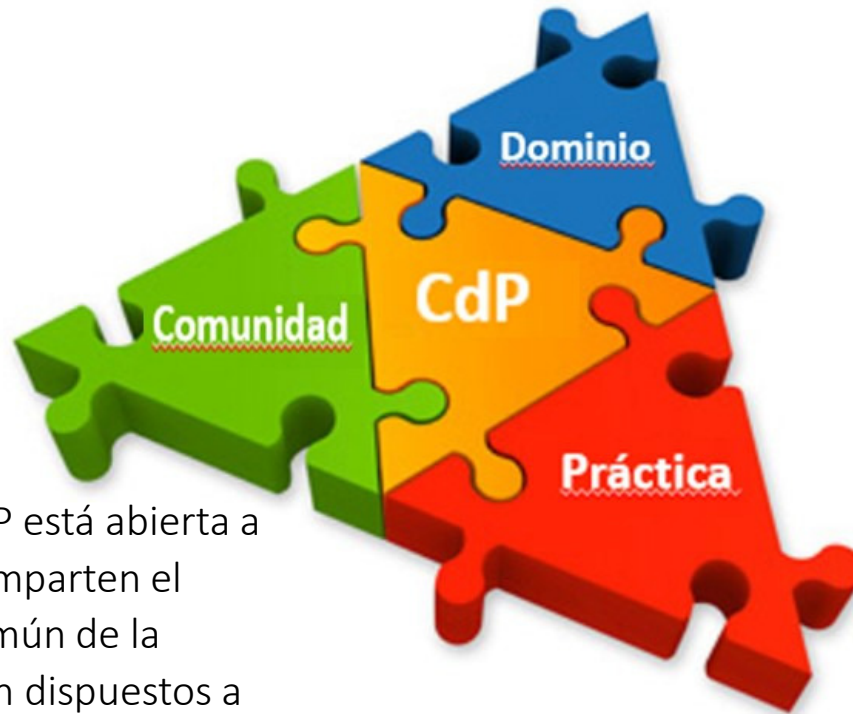 Dominio
CdP
Comunidad
Práctica
P está abierta a
mparten el
mún de la
n dispuestos a